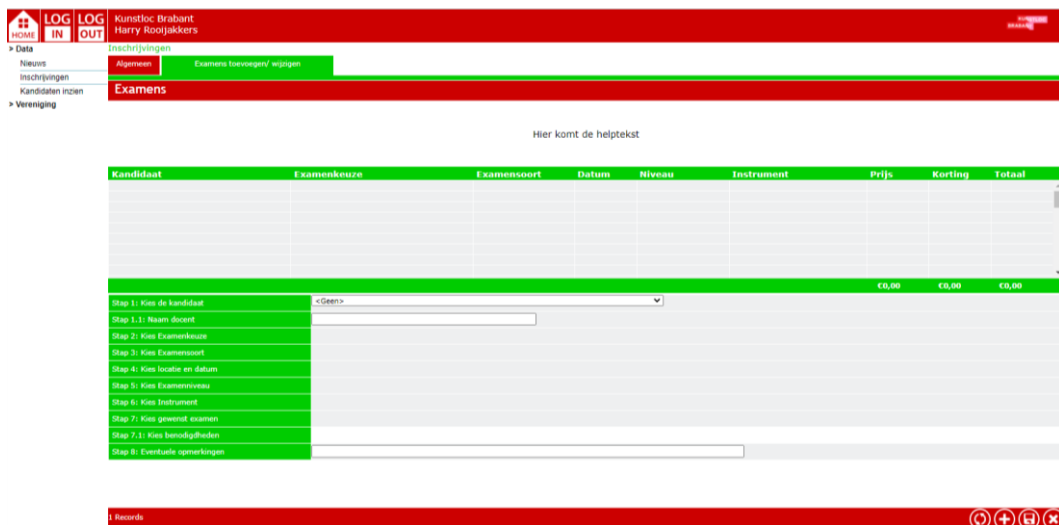 HOME
LOG IN
LOG OUT
Kunstloc Brabant
Harry Rooijakkers
KUNSTLOC
BRABANT
> Data
Nieuws
Inschrijvingen
Kandidaten inzien
> Vereniging
Inschrijvingen
Algemeen Examens toevoegen/ wijzigen
Examens
Hier komt de helptekst
Kandidaat Examenkeuze Examensoort Datum Niveau Instrument Prijs Korting Totaal
€0,00 €0,00 €0,00
Stap 1: Kies de kandidaat <Geen>
Stap 1.1: Naam docent
Stap 2: Kies Examenkeuze
Stap 3: Kies Examensoort
Stap 4: Kies locatie en datum
Stap 5: Kies Examenniveau
Stap 6: Kies Instrument
Stap 7: Kies gewenst examen
Stap 7.1: Kies benodigdheden
Stap 8: Eventuele opmerkingen
1 Records